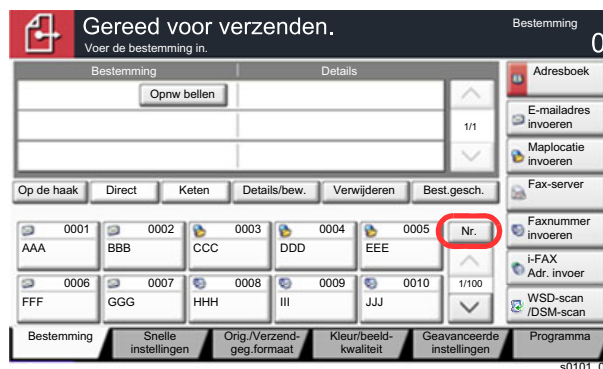 Gereed voor verzenden.
Voer de bestemming in.
Bestemming
0
Bestemming Details
Opnw bellen
1/1
Adresboek
E-mailadres
invoeren
Maplocatie
invoeren
Fax-server
Faxnummer
invoeren
i-FAX
Adr. invoer
WSD-scan
/DSM-scan
Op de haak Direct Keten Details/bew. Verwijderen Best.gesch.
0001 0002 0003 0004 0005 Nr.
AAA BBB CCC DDD EEE
0006 0007 0008 0009 0010 1/100
FFF GGG HHH III JJJ
Bestemming
Snelle
instellingen
Orig./Verzend-
geg.formaat
Kleur/beeld-
kwaliteit
Geavanceerde
instellingen
Programma
s0101_0